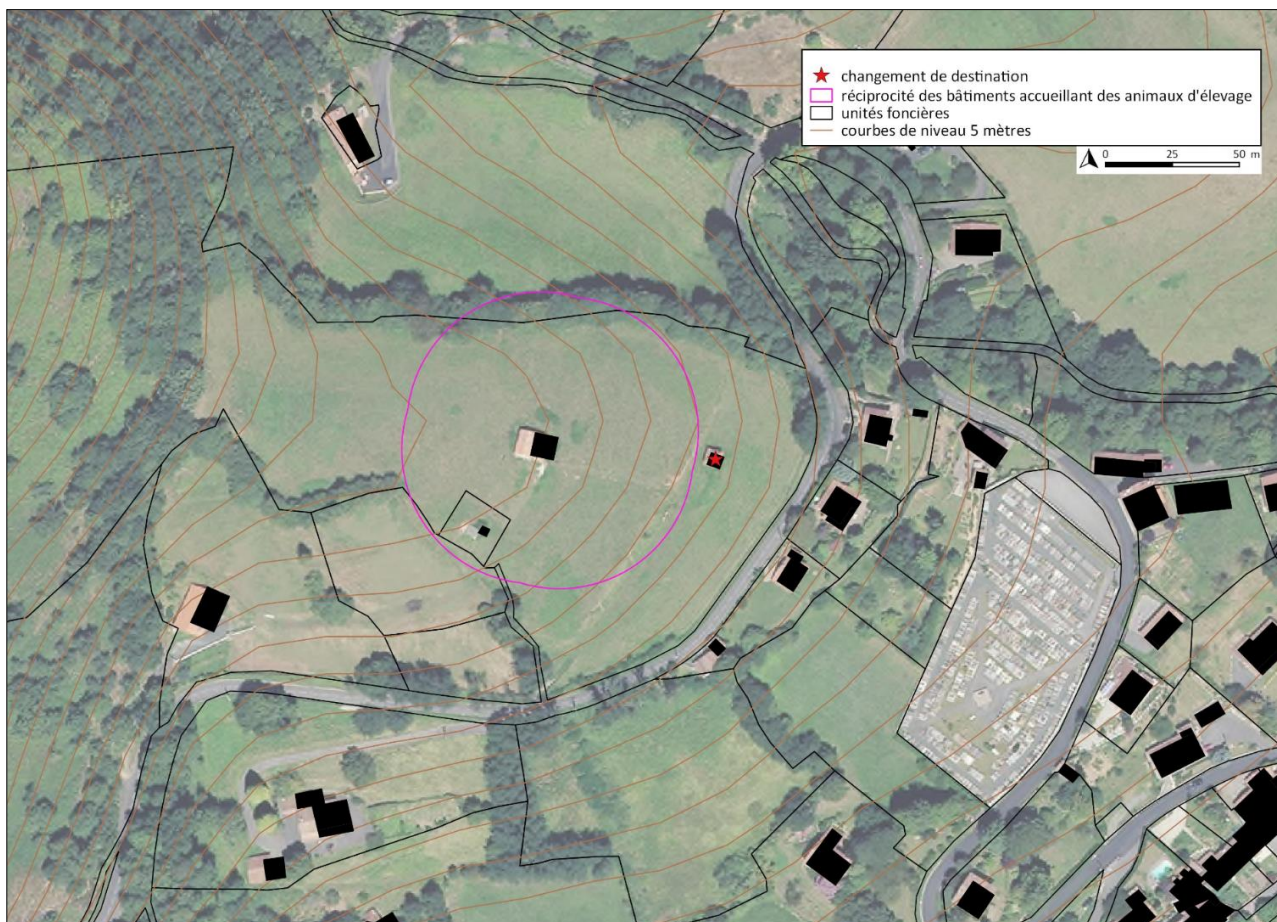 changement de destination
réciprocité des bâtiments accueillant des animaux d'élevage
unités foncières
courbes de niveau 5 mètres
0 25 50 m